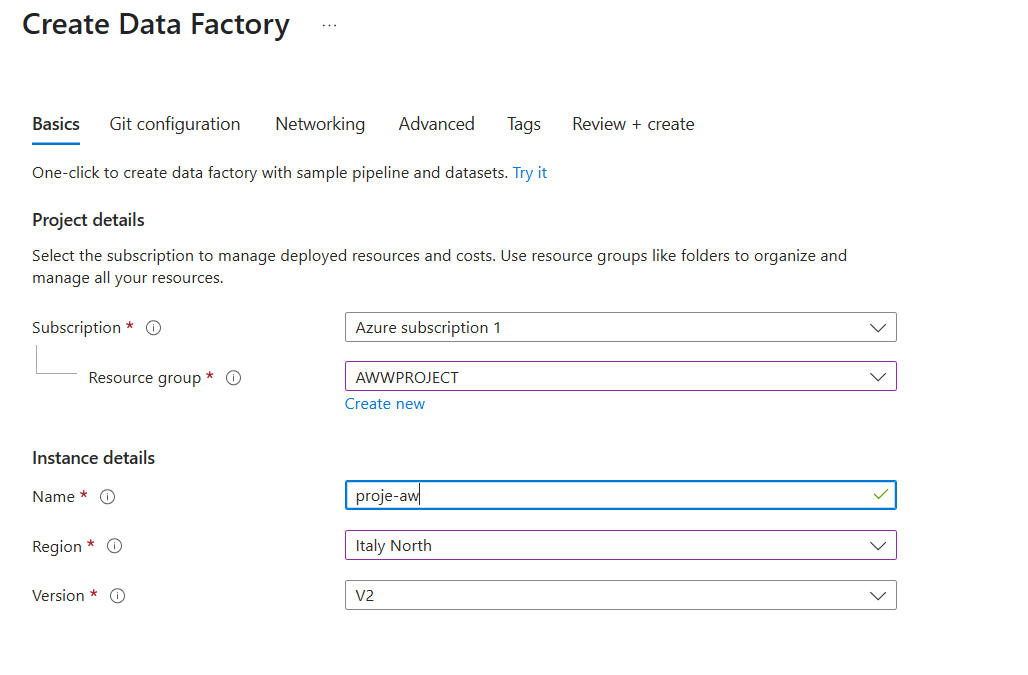 Create Data Factory ...
Basics Git configuration Networking Advanced Tags Review + create
One-click to create data factory with sample pipeline and datasets. Try it
Project details
Select the subscription to manage deployed resources and costs. Use resource groups like folders to organize and
manage all your resources.
Subscription * Azure subscription 1
Resource group * AWWPROJECT
Create new
Instance details
Name * proje-aw
Region * Italy North
Version * V2